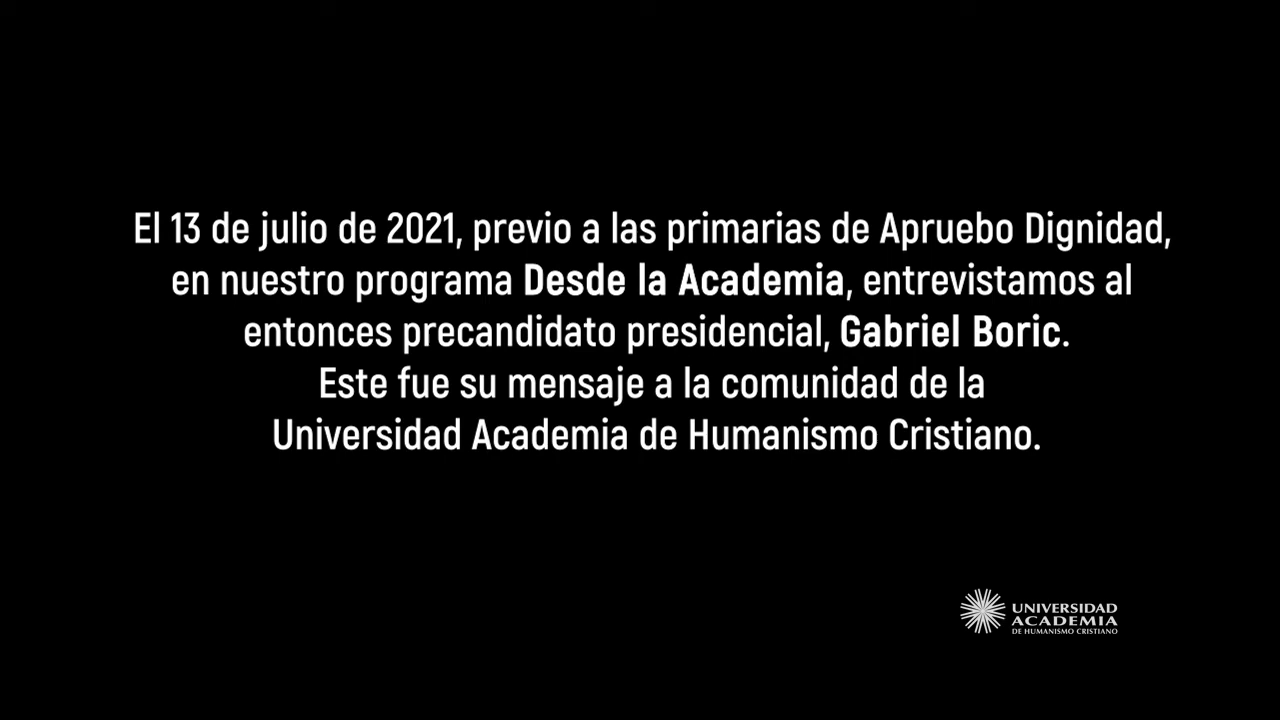 El 13 de julio de 2021, previo a las primarias de Apruebo Dignidad,
en nuestro programa Desde la Academia, entrevistamos al
entonces precandidato presidencial, Gabriel Boric.
Este fue su mensaje a la comunidad de la
Universidad Academia de Humanismo Cristiano.
UNIVERSIDAD
ACADEMIA
DE HUMANISMO CRISTIANO